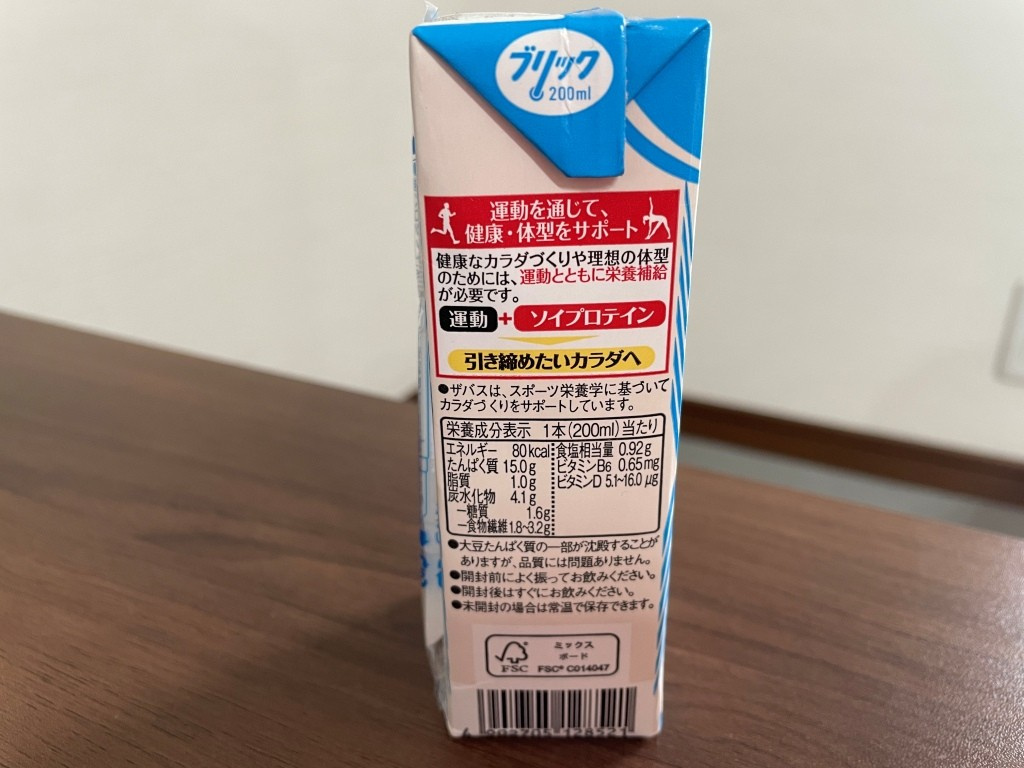 ブリック
200ml
運動を通じて、
健康・体型をサポート
健康なカラダづくりや理想の体型
のためには、運動とともに栄養補給
が必要です。
運動 + ソイプロテイン
引き締めたいカラダへ
●ザバスは、スポーツ栄養学に基づいて
カラダづくりをサポートしています。
栄養成分表示 1本(200ml)当たり
エネルギー 80kcal
たんぱく質 15.0g
脂質 1.0g
炭水化物 4.1g
―糖質 1.6g
―食物繊維 1.8~3.2g
食塩相当量 0.92g
ビタミンB6 0.65mg
ビタミンD 5.1~16.0μg
●大豆たんぱく質の一部が沈殿することが
ありますが、品質には問題ありません。
●開封前によく振ってお飲みください。
●開封後はすぐにお飲みください。
●未開封の場合は常温で保存できます。
ミックス
ボード
FSC
FSC® C014047